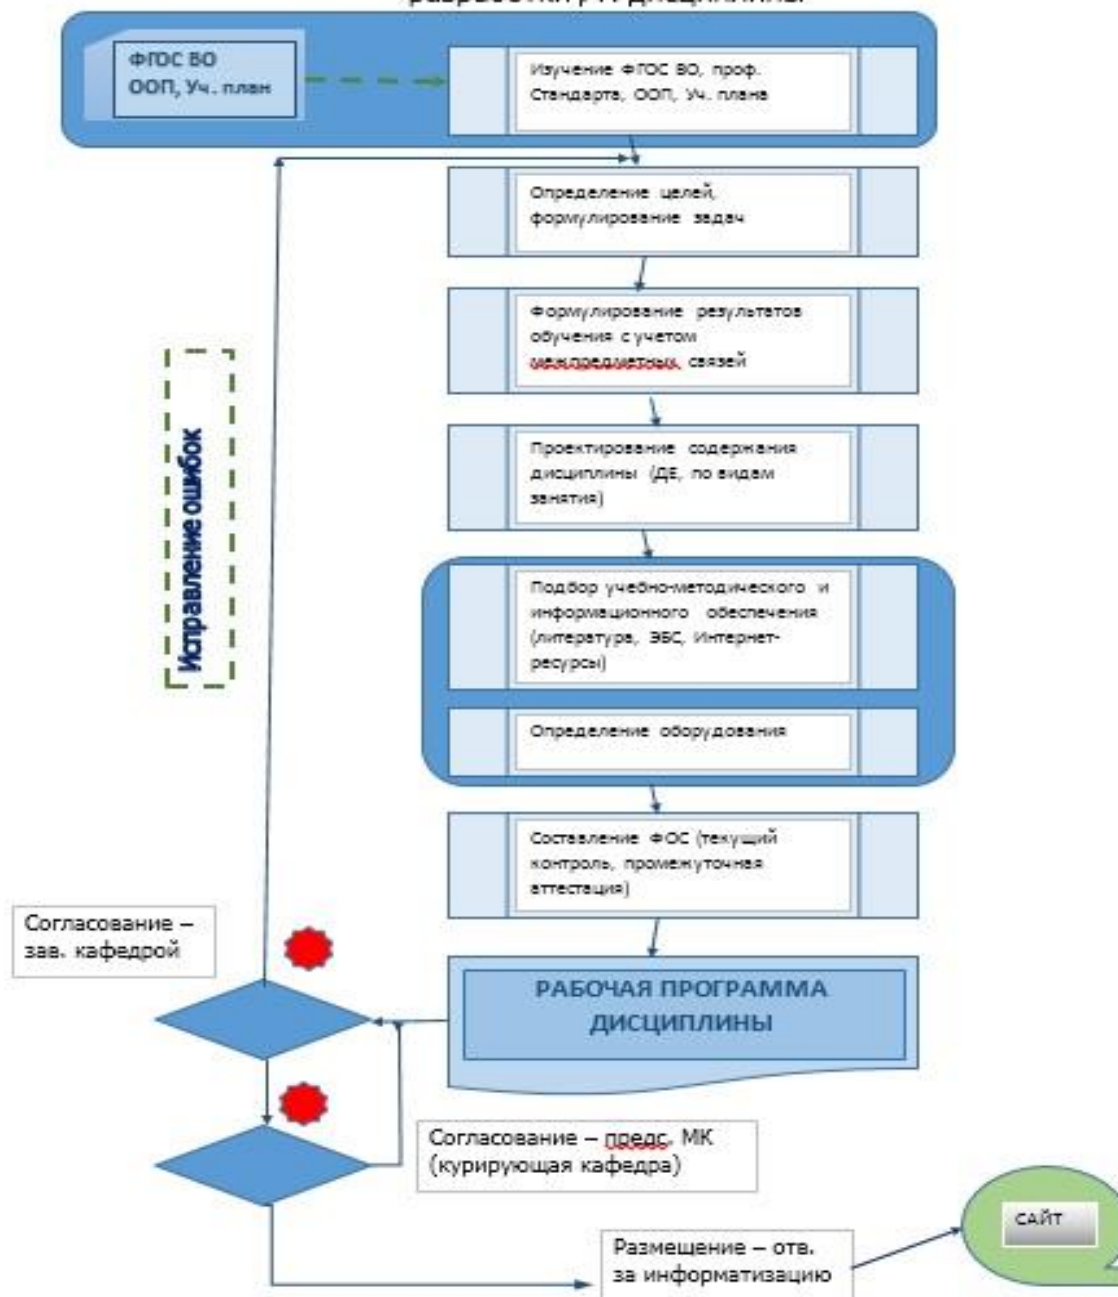 ФГОС ВО
ООП, Уч. план
Изучение ФГОС ВО, проф.
Стандарта, ООП, Уч. плана
Определение целей,
формулирование задач
Формулирование результатов
обучения с учетом
межпредметных связей
Проектирование содержания
дисциплины (ДЕ, по видам
занятия)
Подбор учебно-методического и
информационного обеспечения
(литература, ЭБС, Интернет-
ресурсы)
Определение оборудования
Составление ФОС (текущий
контроль, промежуточная
аттестация)
РАБОЧАЯ ПРОГРАММА
ДИСЦИПЛИНЫ
Исправление ошибок
Согласование –
зав. кафедрой
Согласование – предс. МК
(курирующая кафедра)
Размещение – отв.
за информатизацию
САЙТ